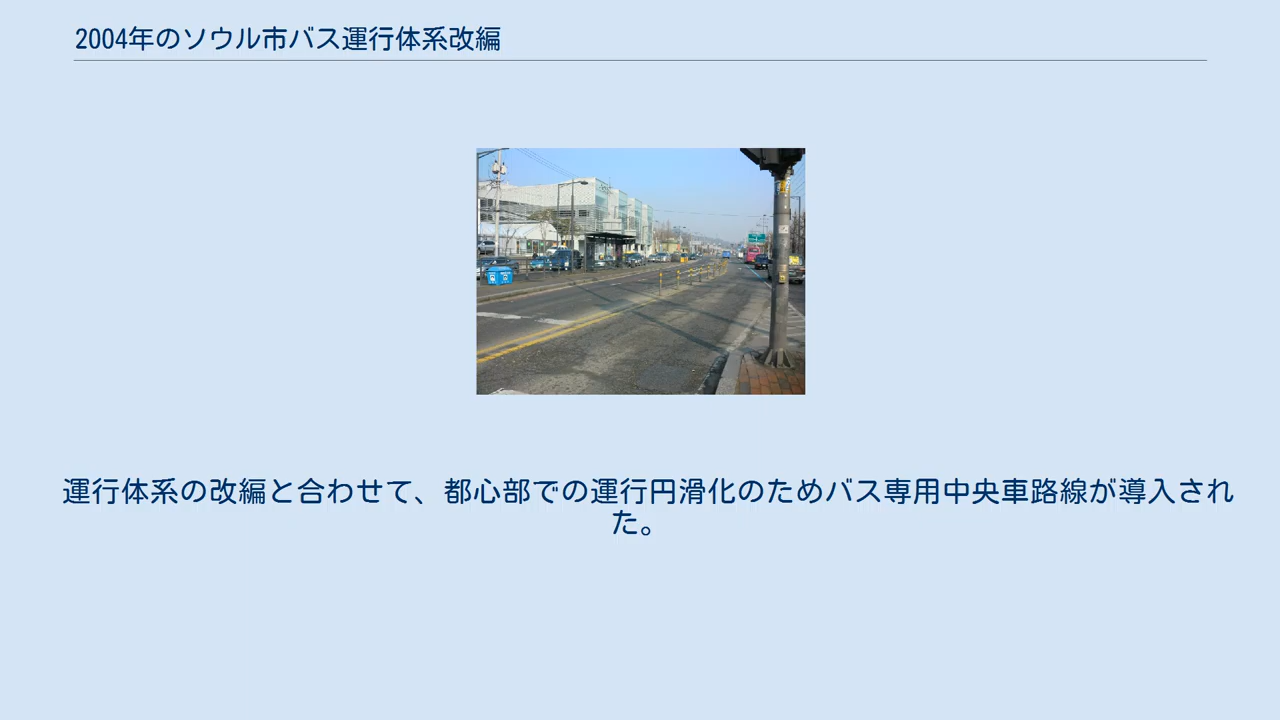 2004年のソウル市バス運行体系改編
運行体系の改編と合わせて、都心部での運行円滑化のためバス専用中央車路線が導入され
た。